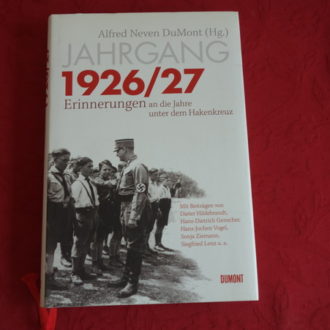 Alfred Neven DuMont (Hg.)
JAHRGANG
1926/27
Erinnerungen an die Jahre
unter dem Hakenkreuz
Mit Beiträgen von
Dieter Hildebrandt,
Hans-Dietrich Genscher,
Hans-Jochen Vogel,
Sonja Ziemann,
Siegfried Lenz u. a.
DUMONT